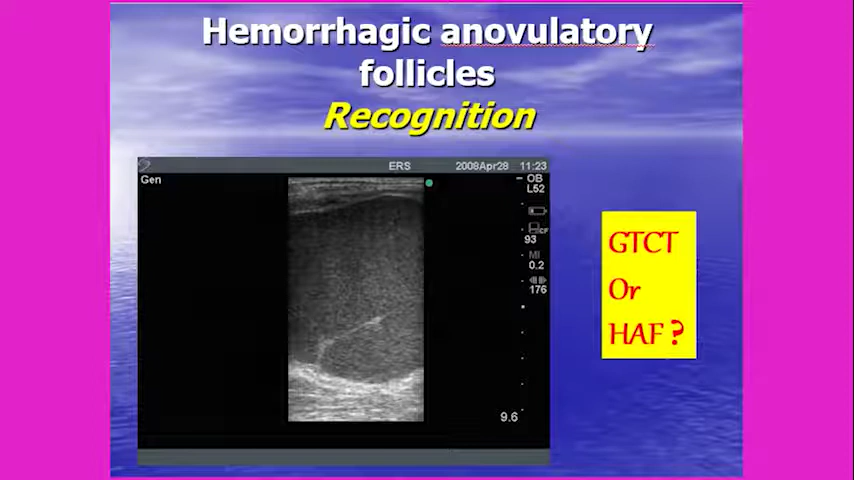 Hemorrhagic anovulatory
follicles
Recognition
ERS 2008Apr28 11:23
Gen
OB
L52
CF
93
MI
0.2
176
9.6
GTCT
Or
HAF ?